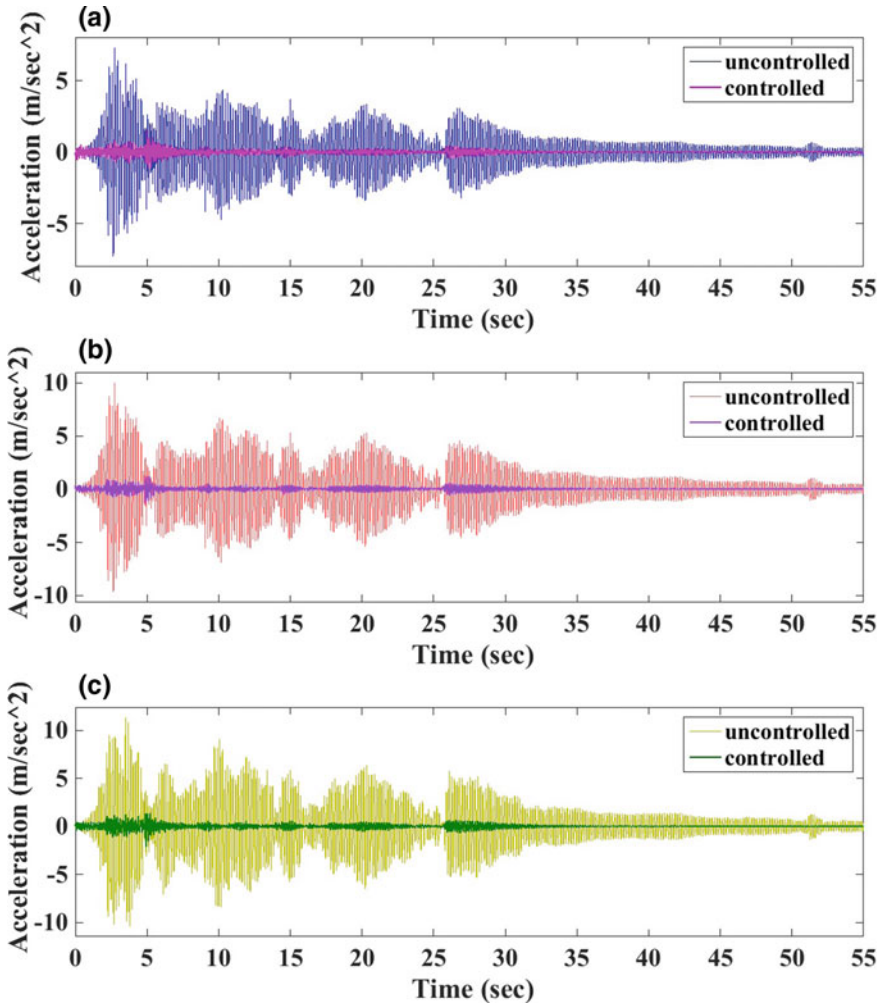 (a)
Acceleration (m/sec^2)
5
0
-5
uncontrolled
controlled
0 5 10 15 20 25 30 35 40 45 50 55
Time (sec)
(b)
Acceleration (m/sec^2)
10
5
0
-5
-10
uncontrolled
controlled
0 5 10 15 20 25 30 35 40 45 50 55
Time (sec)
(c)
Acceleration (m/sec^2)
10
5
0
-5
-10
uncontrolled
controlled
0 5 10 15 20 25 30 35 40 45 50 55
Time (sec)